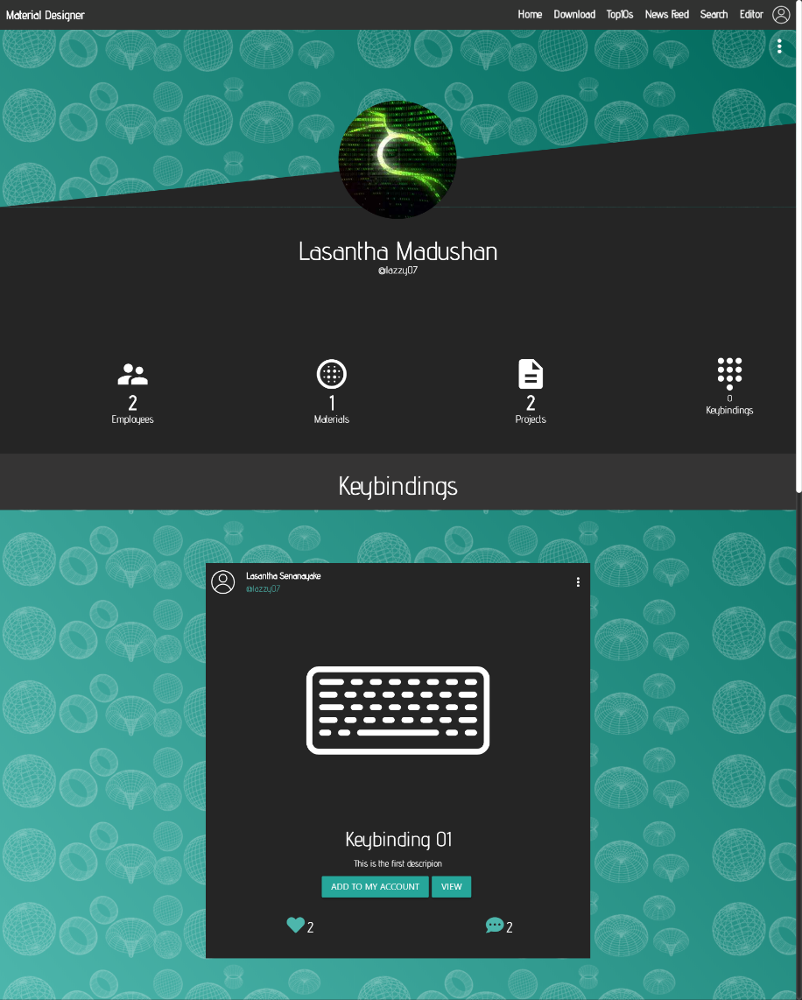 Material Designer
Home Download Top10s News Feed Search Editor
Lasantha Madushan
@lazzy07
2 1 2 0
Employees Materials Projects Keybindings
Keybindings
Lasantha Senanayake
@lazzy07
Keybinding 01
This is the first descripion
ADD TO MY ACCOUNT VIEW
2 2